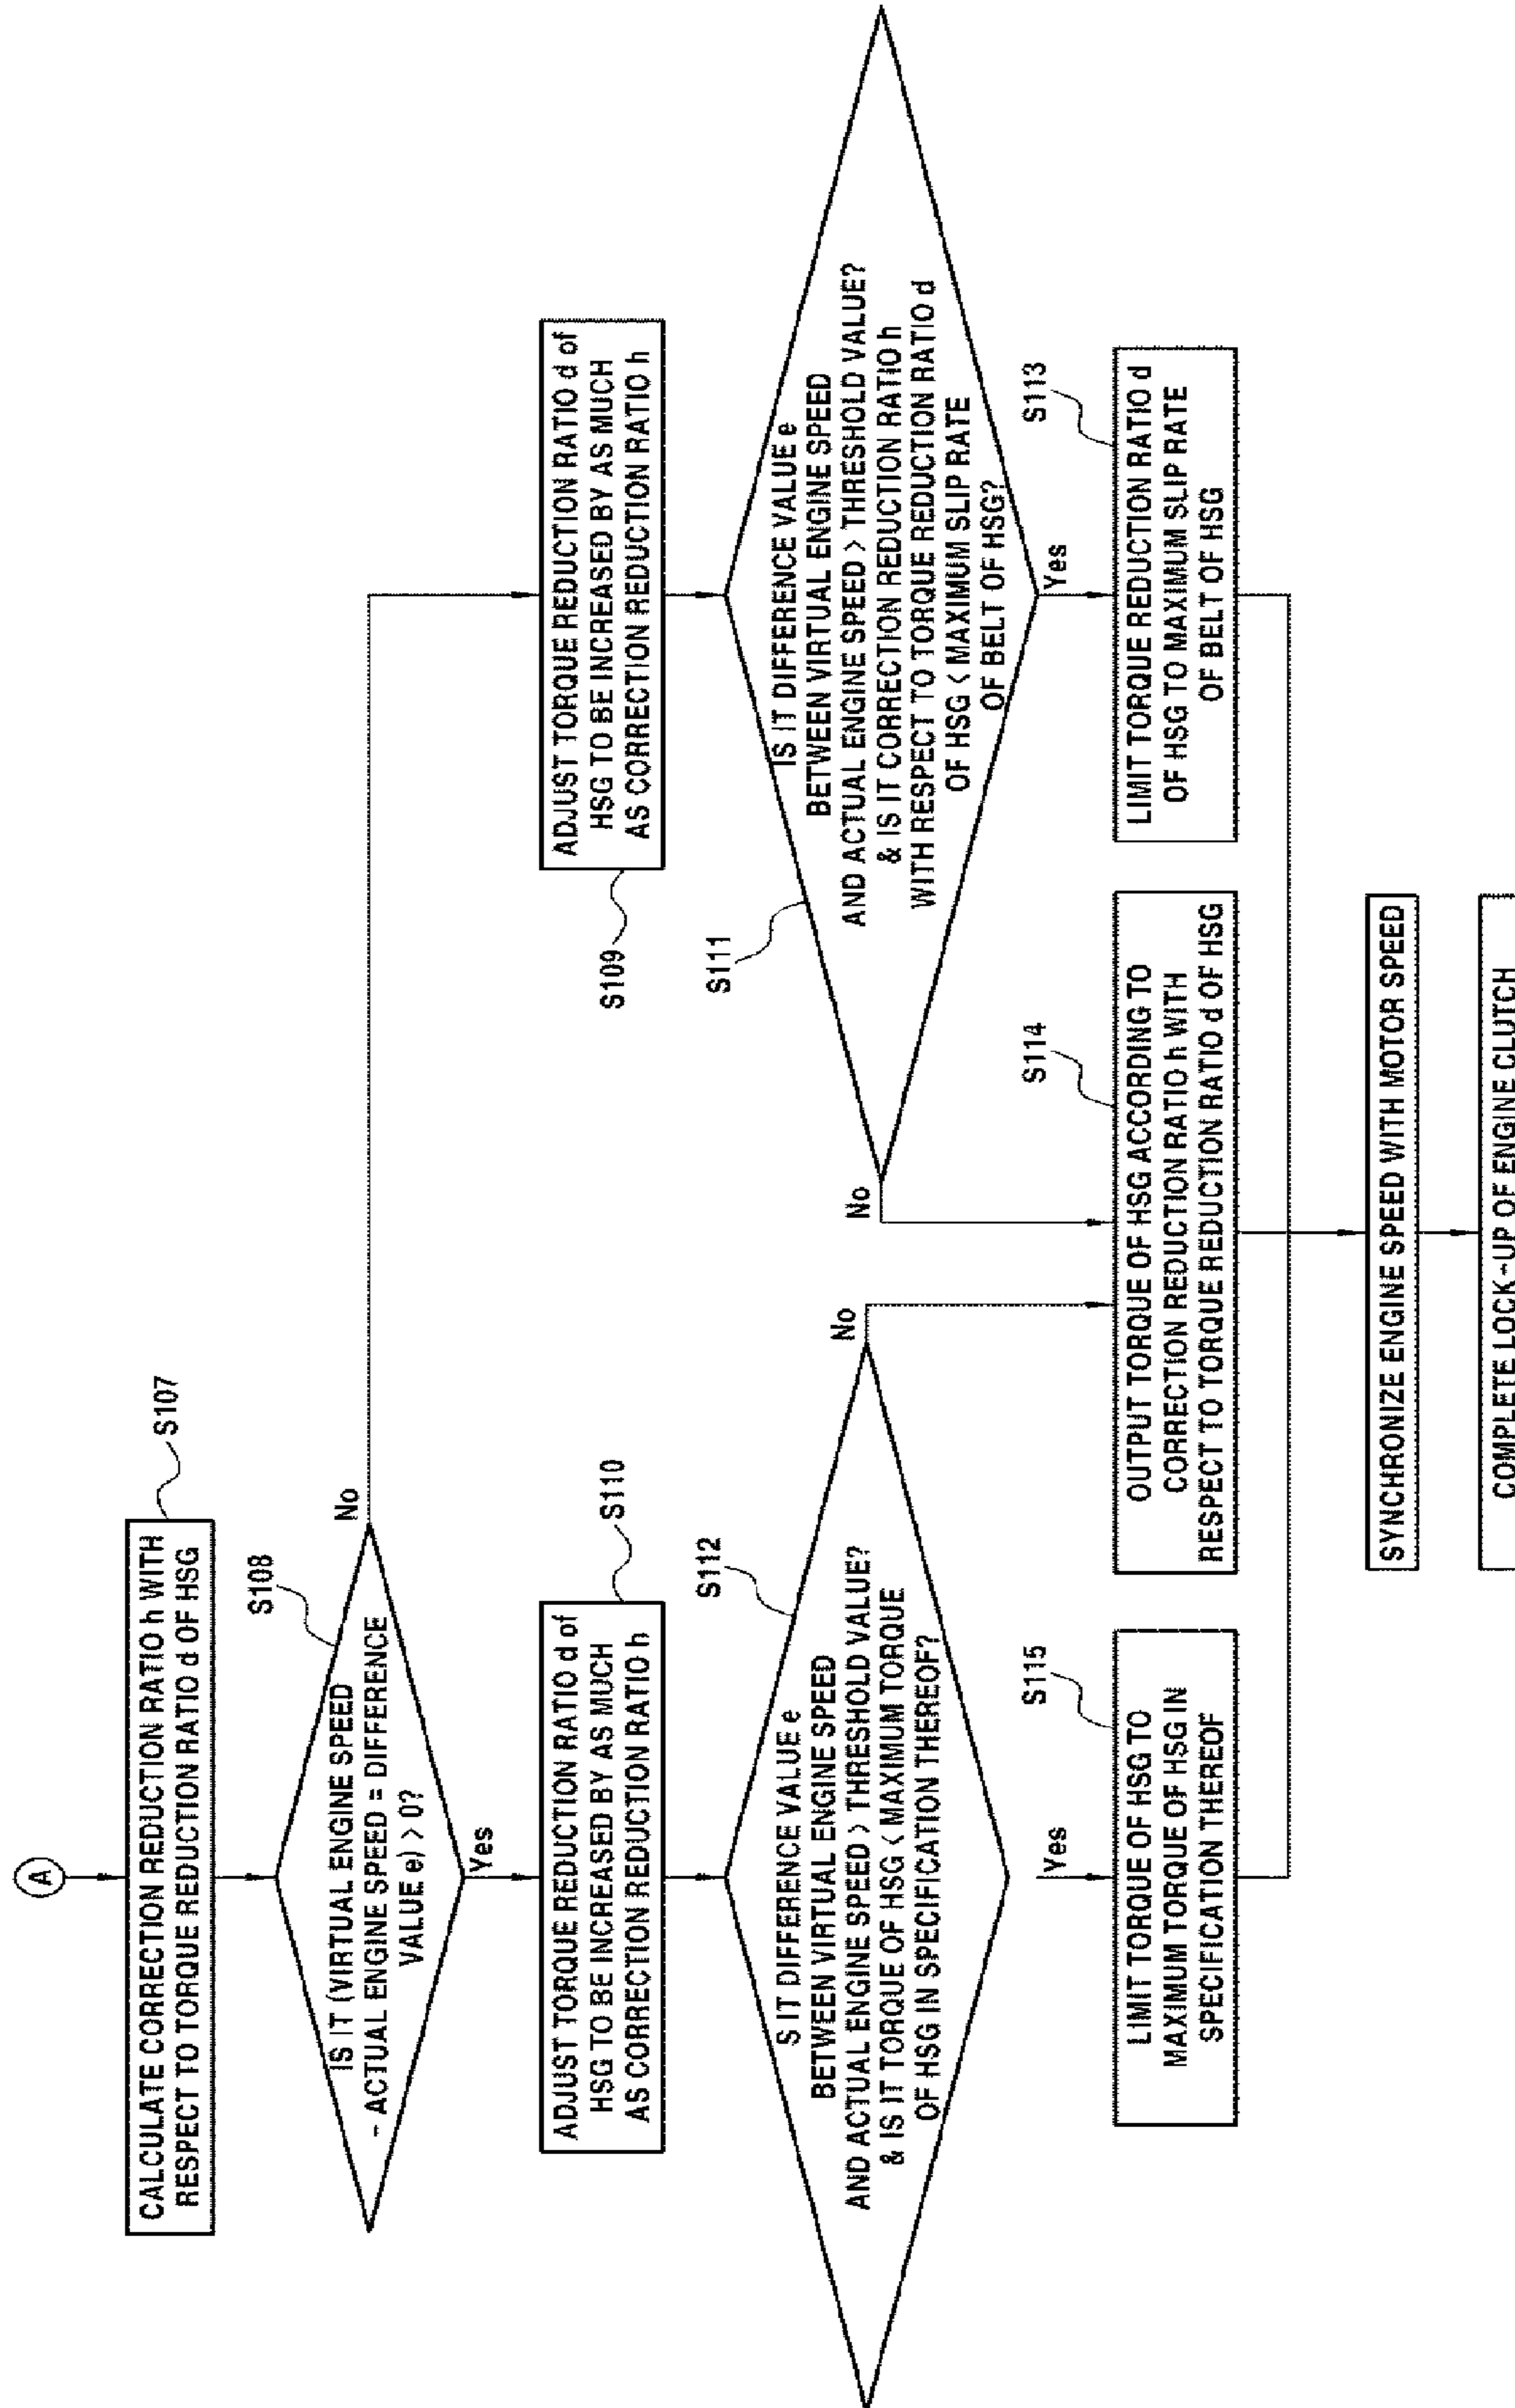 A
CALCULATE CORRECTION REDUCTION RATIO h WITH
RESPECT TO TORQUE REDUCTION RATIO d OF HSG
S107
IS IT (VIRTUAL ENGINE SPEED
- ACTUAL ENGINE SPEED = DIFFERENCE
VALUE e) > 0?
S108
No
Yes
ADJUST TORQUE REDUCTION RATIO d of
HSG TO BE INCREASED BY AS MUCH
AS CORRECTION REDUCTION RATIO h
S110
ADJUST TORQUE REDUCTION RATIO d of
HSG TO BE INCREASED BY AS MUCH
AS CORRECTION REDUCTION RATIO h
S109
S IT DIFFERENCE VALUE e
BETWEEN VIRTUAL ENGINE SPEED
AND ACTUAL ENGINE SPEED > THRESHOLD VALUE?
& IS IT TORQUE OF HSG < MAXIMUM TORQUE
OF HSG IN SPECIFICATION THEREOF?
S112
No
Yes
IS IT DIFFERENCE VALUE e
BETWEEN VIRTUAL ENGINE SPEED
AND ACTUAL ENGINE SPEED > THRESHOLD VALUE?
& IS IT CORRECTION REDUCTION RATIO h
WITH RESPECT TO TORQUE REDUCTION RATIO d
OF HSG < MAXIMUM SLIP RATE
OF BELT OF HSG?
S111
No
Yes
LIMIT TORQUE OF HSG TO
MAXIMUM TORQUE OF HSG IN
SPECIFICATION THEREOF
S115
OUTPUT TORQUE OF HSG ACCORDING TO
CORRECTION REDUCTION RATIO h WITH
RESPECT TO TORQUE REDUCTION RATIO d OF HSG
S114
LIMIT TORQUE REDUCTION RATIO d
OF HSG TO MAXIMUM SLIP RATE
OF BELT OF HSG
S113
SYNCHRONIZE ENGINE SPEED WITH MOTOR SPEED
COMPLETE LOCK-UP OF ENGINE CLUTCH